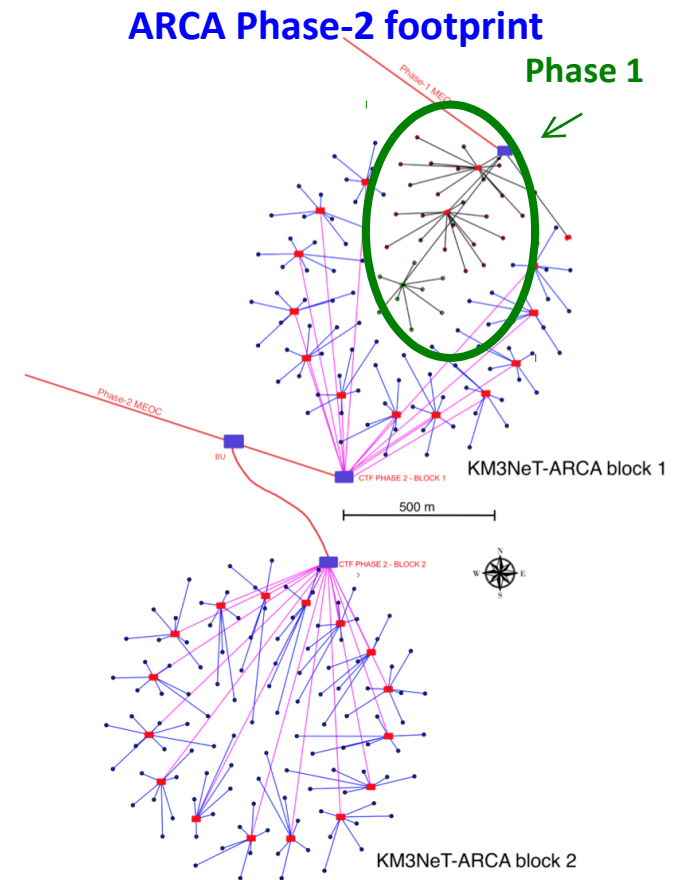 ARCA Phase-2 footprint
Phase 1
Phase-1 MEOC
Phase-2 MEOC
BU
CTF PHASE 2 - BLOCK 1
KM3NeT-ARCA block 1
500 m
CTF PHASE 2 - BLOCK 2
N
W
E
S
KM3NeT-ARCA block 2